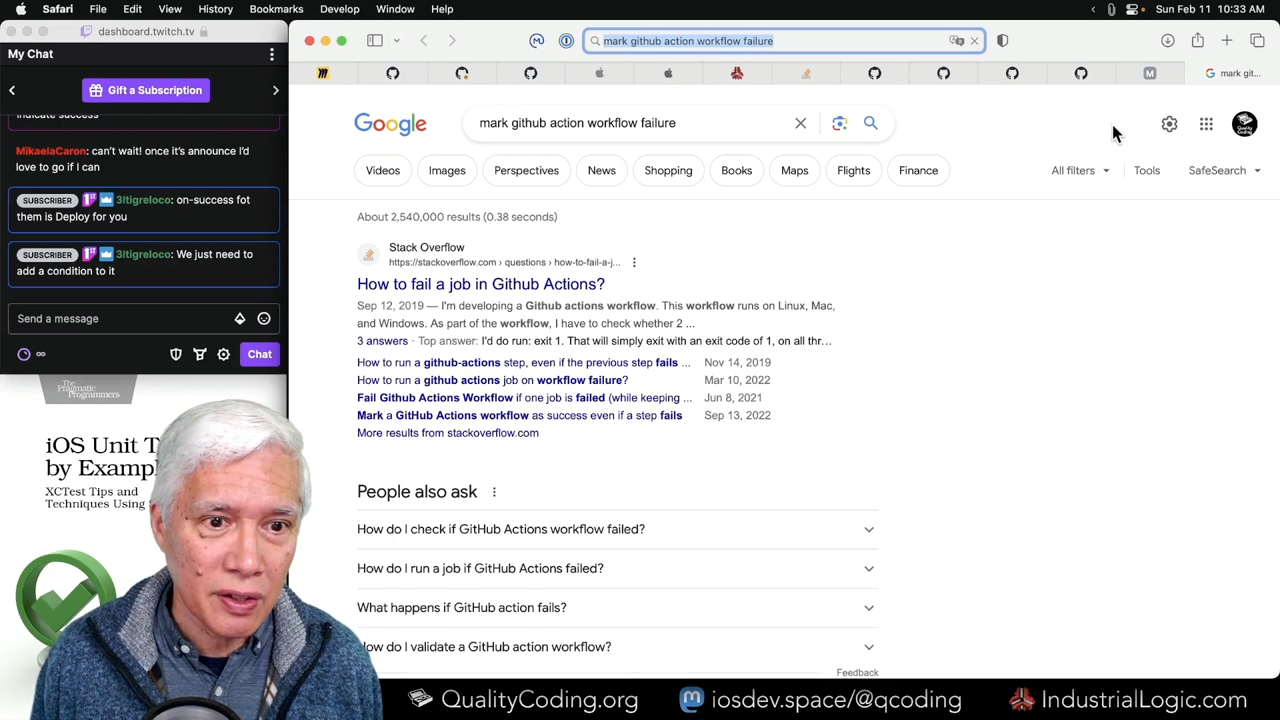 Safari File Edit View History Bookmarks Develop Window Help
Sun Feb 11 10:33 AM
dashboard.twitch.tv
My Chat
Gift a Subscription
indicate success
MikaelaCaron: can't wait! once it's announce I'd
love to go if I can
SUBSCRIBER 1st 3ltigreloco: on-success fot
them is Deploy for you
SUBSCRIBER 1st 3ltigreloco: We just need to
add a condition to it
Send a message
∞
Chat
The
Pragmatic
Programmers
iOS Unit T
by Exampl
XCTest Tips and
Techniques Using
mark github action workflow failure
mark git...
Google
mark github action workflow failure
Videos Images Perspectives News Shopping Books Maps Flights Finance
All filters Tools SafeSearch
About 2,540,000 results (0.38 seconds)
Stack Overflow
https://stackoverflow.com › questions › how-to-fail-a-j...
How to fail a job in Github Actions?
Sep 12, 2019 — I'm developing a Github actions workflow. This workflow runs on Linux, Mac,
and Windows. As part of the workflow, I have to check whether 2 ...
3 answers · Top answer: I'd do run: exit 1. That will simply exit with an exit code of 1, on all thr...
How to run a github-actions step, even if the previous step fails ... Nov 14, 2019
How to run a github actions job on workflow failure? Mar 10, 2022
Fail Github Actions Workflow if one job is failed (while keeping ... Jun 8, 2021
Mark a GitHub Actions workflow as success even if a step fails Sep 13, 2022
More results from stackoverflow.com
People also ask
How do I check if GitHub Actions workflow failed?
How do I run a job if GitHub Actions failed?
What happens if GitHub action fails?
ow do I validate a GitHub action workflow?
Feedback
QualityCoding.org iosdev.space/@qcoding IndustrialLogic.com